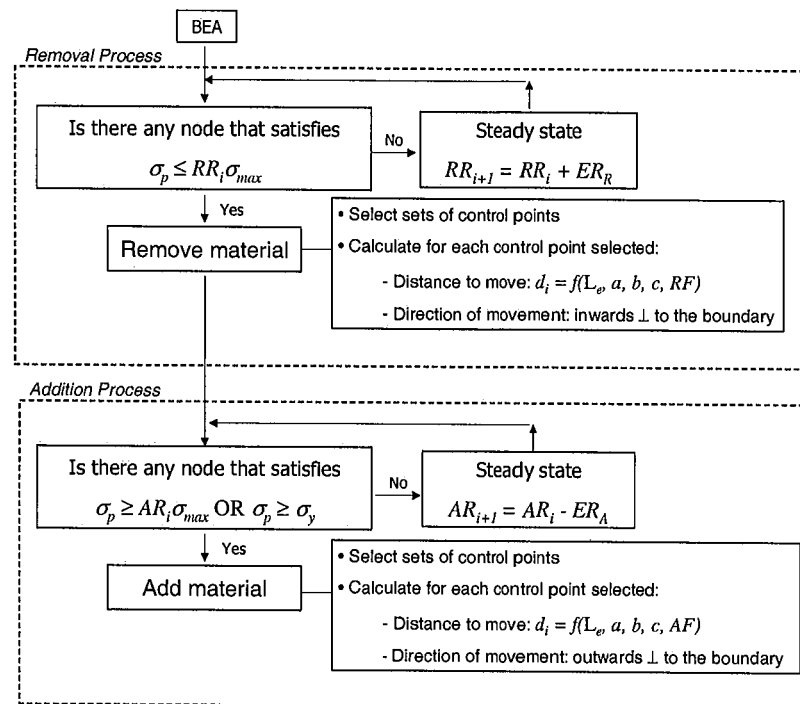 BEA
Removal Process
Is there any node that satisfies
σp ≤ RRiσmax
No
Steady state
RRi+1 = RRi + ERR
Yes
Remove material
• Select sets of control points
• Calculate for each control point selected:
- Distance to move: di = f(Le, a, b, c, RF)
- Direction of movement: inwards ⊥ to the boundary
Addition Process
Is there any node that satisfies
σp ≥ ARiσmax OR σp ≥ σy
No
Steady state
ARi+1 = ARi - ERA
Yes
Add material
• Select sets of control points
• Calculate for each control point selected:
- Distance to move: di = f(Le, a, b, c, AF)
- Direction of movement: outwards ⊥ to the boundary